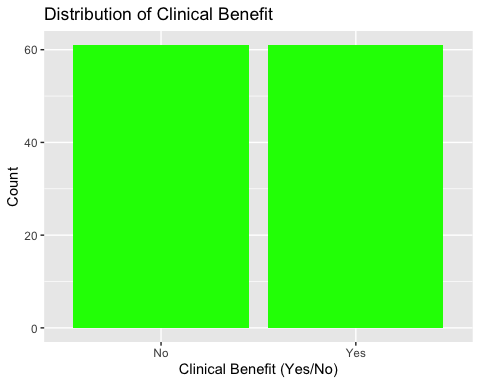 Distribution of Clinical Benefit
60
40
20
0
Count
No Yes
Clinical Benefit (Yes/No)